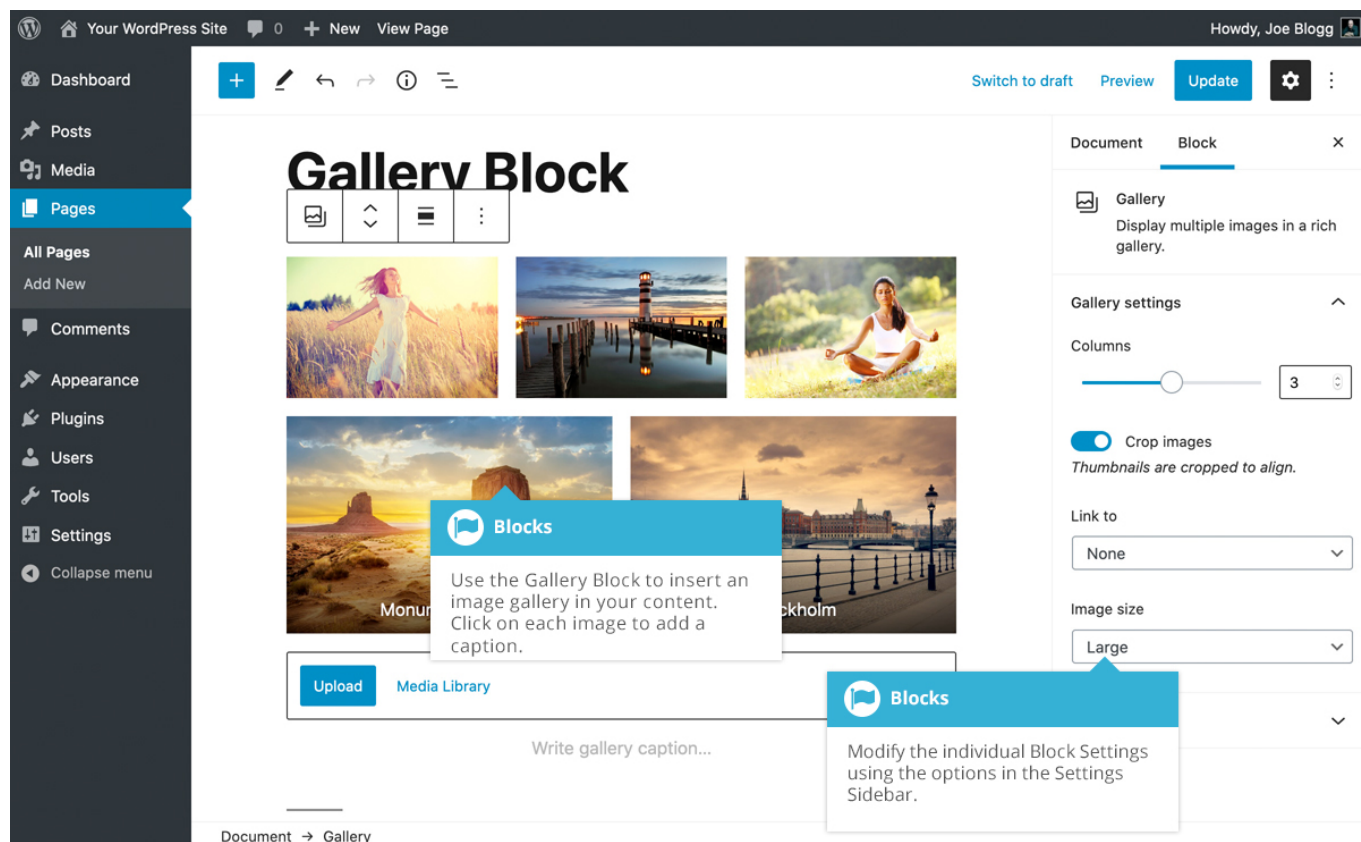 Your WordPress Site 0 New View Page Howdy, Joe Blogg
Dashboard
Posts
Media
Pages
All Pages
Add New
Comments
Appearance
Plugins
Users
Tools
Settings
Collapse menu
Switch to draft Preview Update
Gallery Block
Upload Media Library
Write gallery caption...
Blocks
Use the Gallery Block to insert an
image gallery in your content.
Click on each image to add a
caption.
Document Block
Gallery
Display multiple images in a rich
gallery.
Gallery settings
Columns
3
Crop images
Thumbnails are cropped to align.
Link to
None
Image size
Large
Blocks
Modify the individual Block Settings
using the options in the Settings
Sidebar.
Document → Gallery